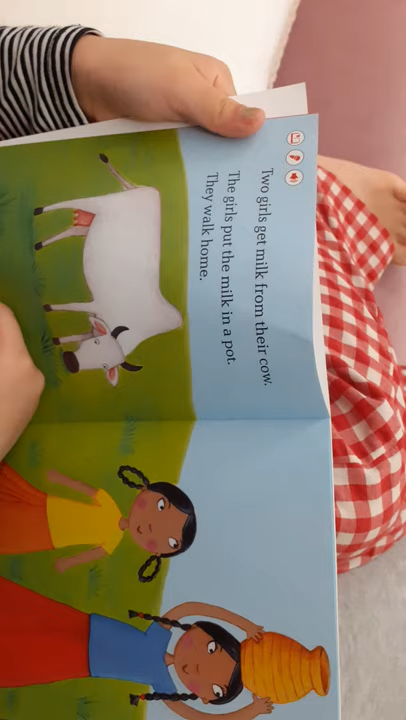 Two girls get milk from their cow.
The girls put the milk in a pot.
They walk home.